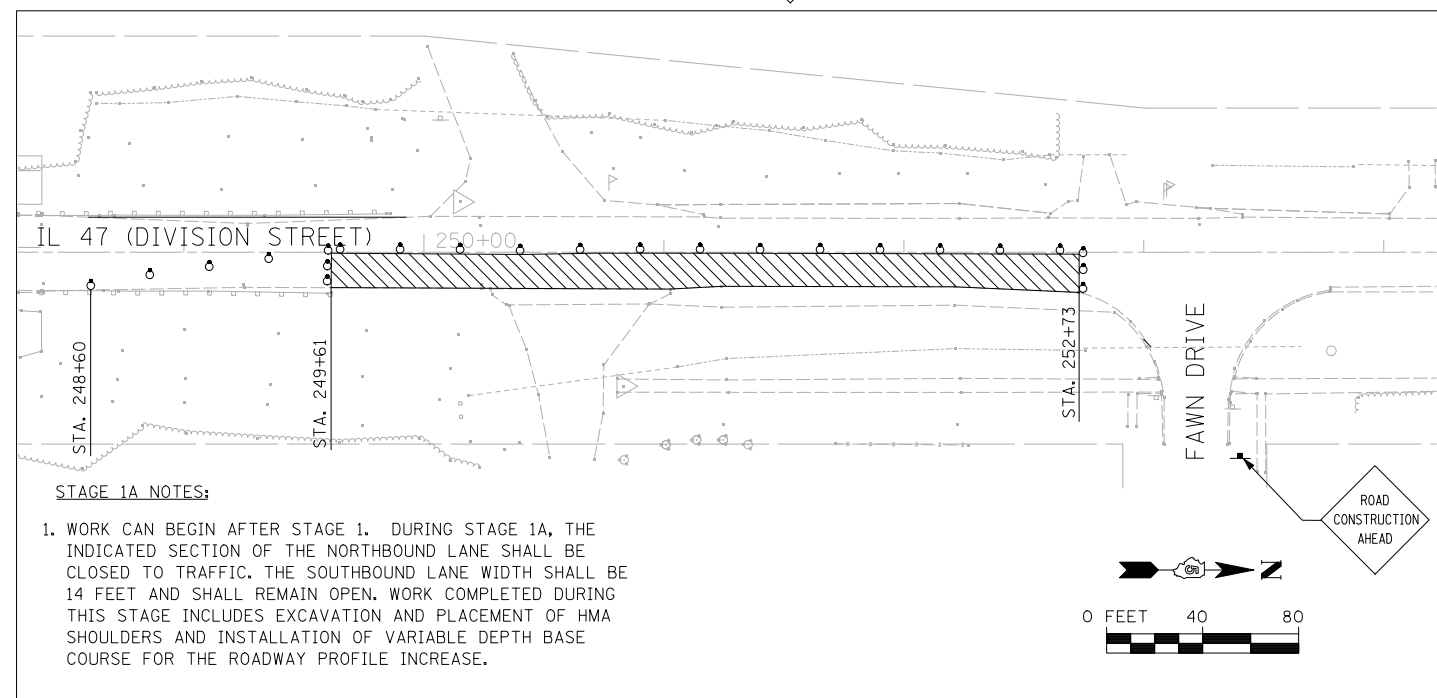 IL 47 (DIVISION STREET)
250+00
STA. 248+60
STA. 249+61
STA. 252+73
FAWN DRIVE
STAGE 1A NOTES:
1. WORK CAN BEGIN AFTER STAGE 1. DURING STAGE 1A, THE
INDICATED SECTION OF THE NORTHBOUND LANE SHALL BE
CLOSED TO TRAFFIC. THE SOUTHBOUND LANE WIDTH SHALL BE
14 FEET AND SHALL REMAIN OPEN. WORK COMPLETED DURING
THIS STAGE INCLUDES EXCAVATION AND PLACEMENT OF HMA
SHOULDERS AND INSTALLATION OF VARIABLE DEPTH BASE
COURSE FOR THE ROADWAY PROFILE INCREASE.
ROAD
CONSTRUCTION
AHEAD
N
0 FEET 40 80